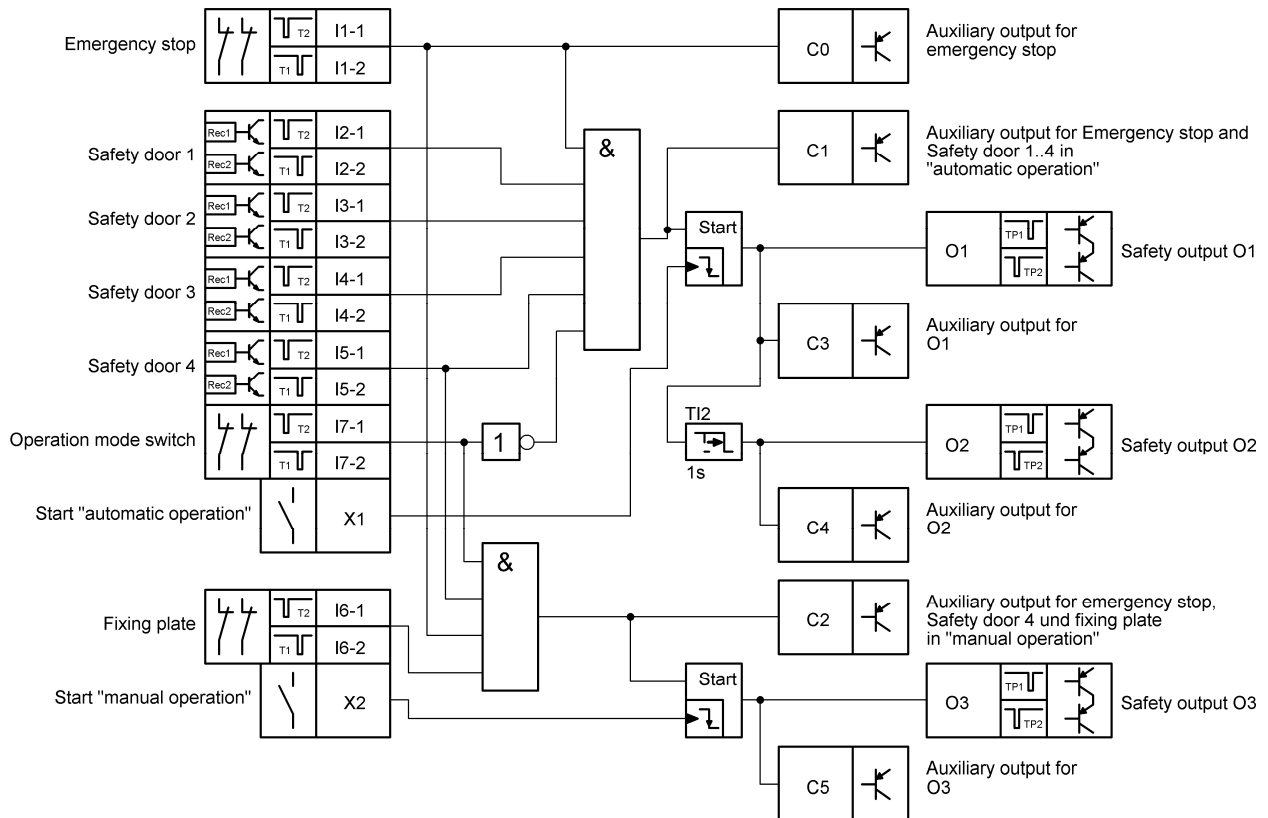 Emergency stop
T2 I1-1
T1 I1-2
C0
Auxiliary output for
emergency stop
Safety door 1
Rec1 T2 I2-1
Rec2 T1 I2-2
Safety door 2
Rec1 T2 I3-1
Rec2 T1 I3-2
Safety door 3
Rec1 T2 I4-1
Rec2 T1 I4-2
Safety door 4
Rec1 T2 I5-1
Rec2 T1 I5-2
Operation mode switch
T2 I7-1
T1 I7-2
Start "automatic operation"
X1
&
1
C1
Auxiliary output for Emergency stop and
Safety door 1..4 in
"automatic operation"
Start
O1
TP1
TP2
Safety output O1
C3
Auxiliary output for
O1
TI2
1s
O2
TP1
TP2
Safety output O2
C4
Auxiliary output for
O2
Fixing plate
T2 I6-1
T1 I6-2
Start "manual operation"
X2
&
C2
Auxiliary output for emergency stop,
Safety door 4 und fixing plate
in "manual operation"
Start
O3
TP1
TP2
Safety output O3
C5
Auxiliary output for
O3